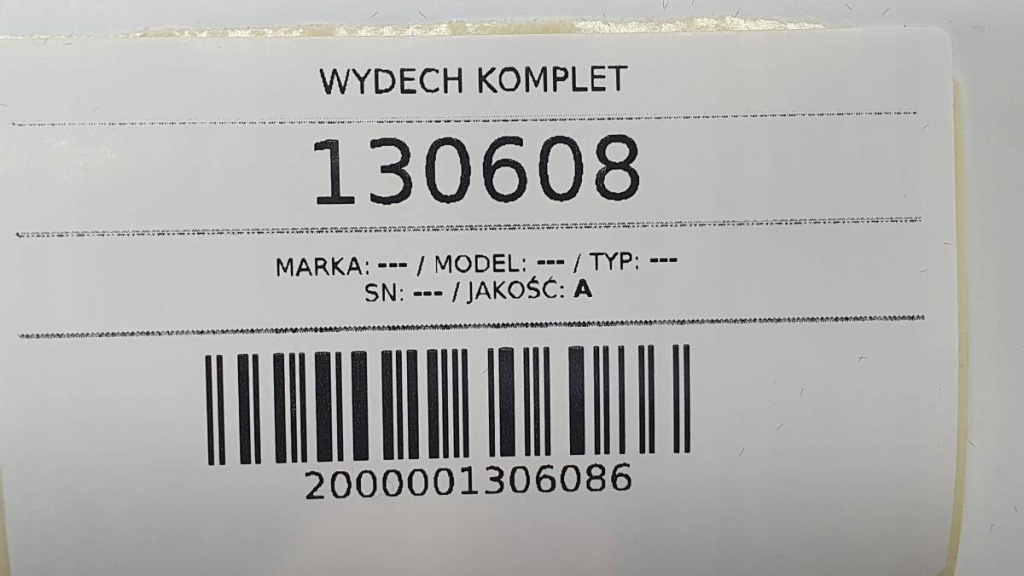 WYDECH KOMPLET
130608
MARKA: --- / MODEL: --- / TYP: ---
SN: --- / JAKOŚĆ: A
2000001306086